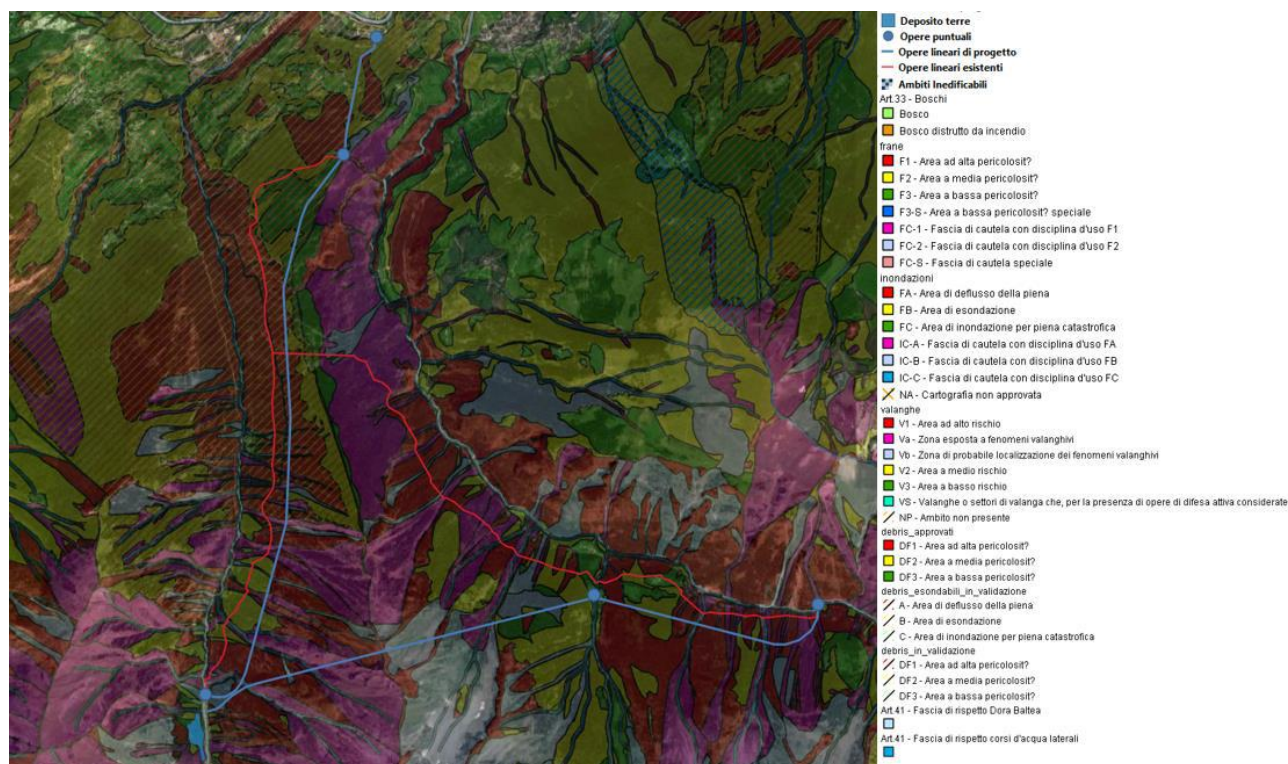 Deposito terre
Opere puntuali
Opere lineari di progetto
Opere lineari esistenti
Ambiti Inedificabili
Art.33 - Boschi
Bosco
Bosco distrutto da incendio
frane
F1 - Area ad alta pericolosit?
F2 - Area a media pericolosit?
F3 - Area a bassa pericolosit?
F3-S - Area a bassa pericolosit? speciale
FC-1 - Fascia di cautela con disciplina d'uso F1
FC-2 - Fascia di cautela con disciplina d'uso F2
FC-S - Fascia di cautela speciale
inondazioni
FA - Area di deflusso della piena
FB - Area di esondazione
FC - Area di inondazione per piena catastrofica
IC-A - Fascia di cautela con disciplina d'uso FA
IC-B - Fascia di cautela con disciplina d'uso FB
IC-C - Fascia di cautela con disciplina d'uso FC
NA - Cartografia non approvata
valanghe
V1 - Area ad alto rischio
Va - Zona esposta a fenomeni valanghivi
Vb - Zona di probabile localizzazione dei fenomeni valanghivi
V2 - Area a medio rischio
V3 - Area a basso rischio
VS - Valanghe o settori di valanga che, per la presenza di opere di difesa attiva considerate
NP - Ambito non presente
debris_approvati
DF1 - Area ad alta pericolosit?
DF2 - Area a media pericolosit?
DF3 - Area a bassa pericolosit?
debris_esondabili_in_validazione
A - Area di deflusso della piena
B - Area di esondazione
C - Area di inondazione per piena catastrofica
debris_in_validazione
DF1 - Area ad alta pericolosit?
DF2 - Area a media pericolosit?
DF3 - Area a bassa pericolosit?
Art.41 - Fascia di rispetto Dora Baltea
Art.41 - Fascia di rispetto corsi d'acqua laterali